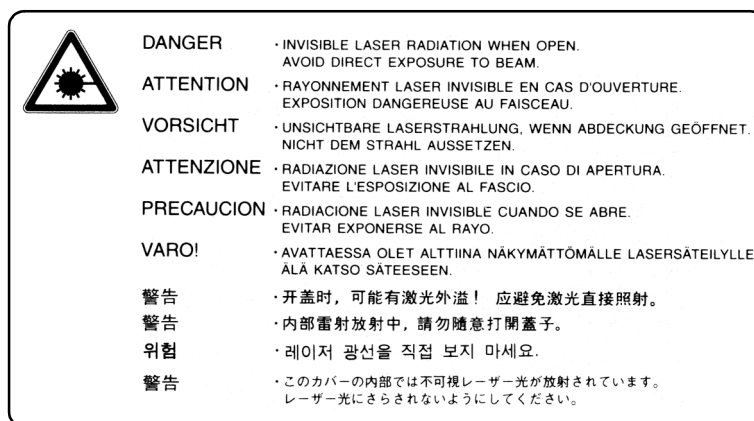 DANGER · INVISIBLE LASER RADIATION WHEN OPEN.
AVOID DIRECT EXPOSURE TO BEAM.
ATTENTION · RAYONNEMENT LASER INVISIBLE EN CAS D'OUVERTURE.
EXPOSITION DANGEREUSE AU FAISCEAU.
VORSICHT · UNSICHTBARE LASERSTRAHLUNG, WENN ABDECKUNG GEÖFFNET.
NICHT DEM STRAHL AUSSETZEN.
ATTENZIONE · RADIAZIONE LASER INVISIBILE IN CASO DI APERTURA.
EVITARE L'ESPOSIZIONE AL FASCIO.
PRECAUCION · RADIACIONE LASER INVISIBLE CUANDO SE ABRE.
EVITAR EXPONERSE AL RAYO.
VARO! · AVATTAESSA OLET ALTTIINA NÄKYMÄTTÖMÄLLE LASERSÄTEILYLLE
ÄLÄ KATSO SÄTEESEEN.
警告 · 开盖时，可能有激光外溢！ 应避免激光直接照射。
警告 · 内部雷射放射中，請勿隨意打開蓋子。
위험 · 레이저 광선을 직접 보지 마세요.
警告 · このカバーの内部では不可視レーザー光が放射されています。
レーザー光にさらされないようにしてください。